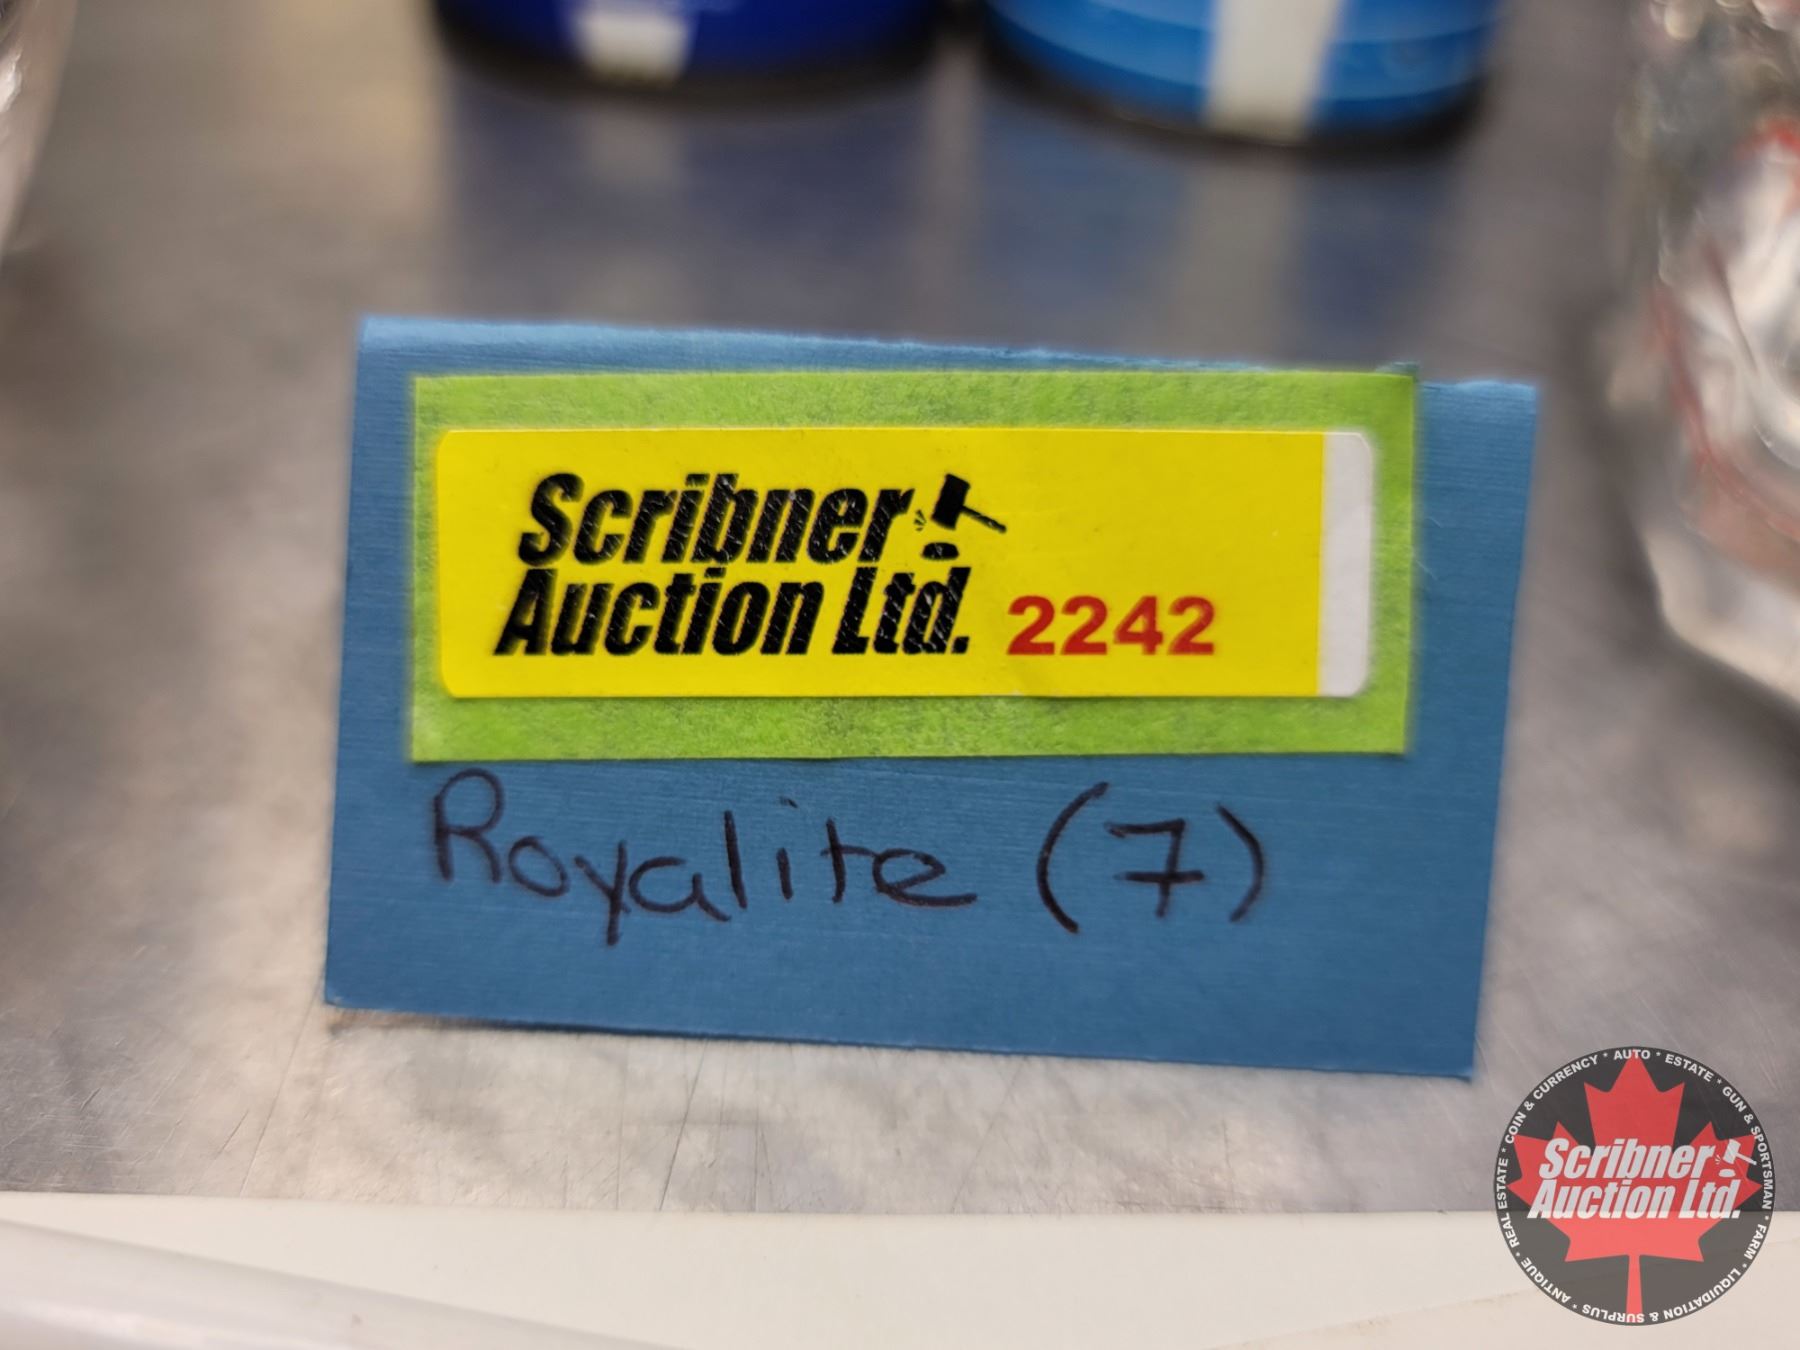 Scribner
Auction Ltd. 2242
Royalite (7)
COIN & CURRENCY * AUTO * ESTATE * GUN & SPORTSMAN * FARM * LIQUIDATION & SURPLUS * ANTIQUE * REAL ESTATE *
Scribner
Auction Ltd.